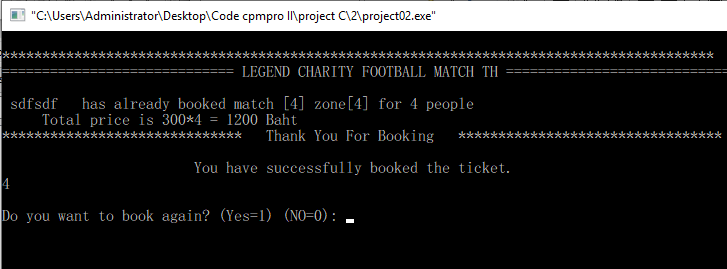 "C:\Users\Administrator\Desktop\Code cpmpro II\project C\2\project02.exe"
*****************************************************************************************
============================= LEGEND CHARITY FOOTBALL MATCH TH ============================
sdfsdf has already booked match [4] zone[4] for 4 people
Total price is 300*4 = 1200 Baht
****************************** Thank You For Booking ******************************
You have successfully booked the ticket.
4
Do you want to book again? (Yes=1) (NO=0):